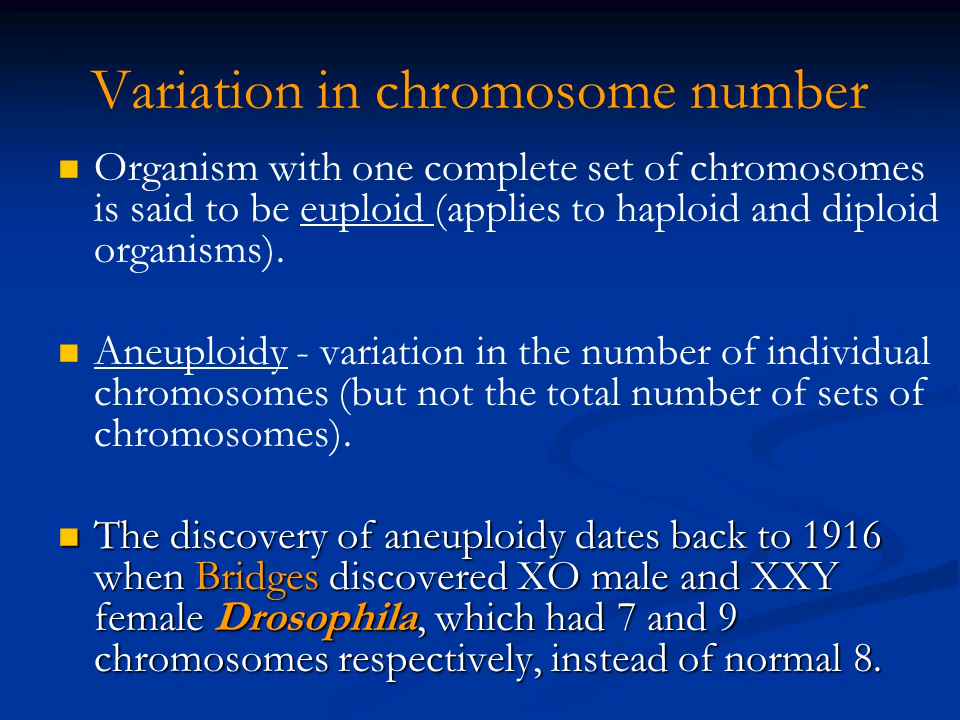 Variation in chromosome number
Organism with one complete set of chromosomes
is said to be euploid (applies to haploid and diploid
organisms).
Aneuploidy - variation in the number of individual
chromosomes (but not the total number of sets of
chromosomes).
The discovery of aneuploidy dates back to 1916
when Bridges discovered XO male and XXY
female Drosophila, which had 7 and 9
chromosomes respectively, instead of normal 8.